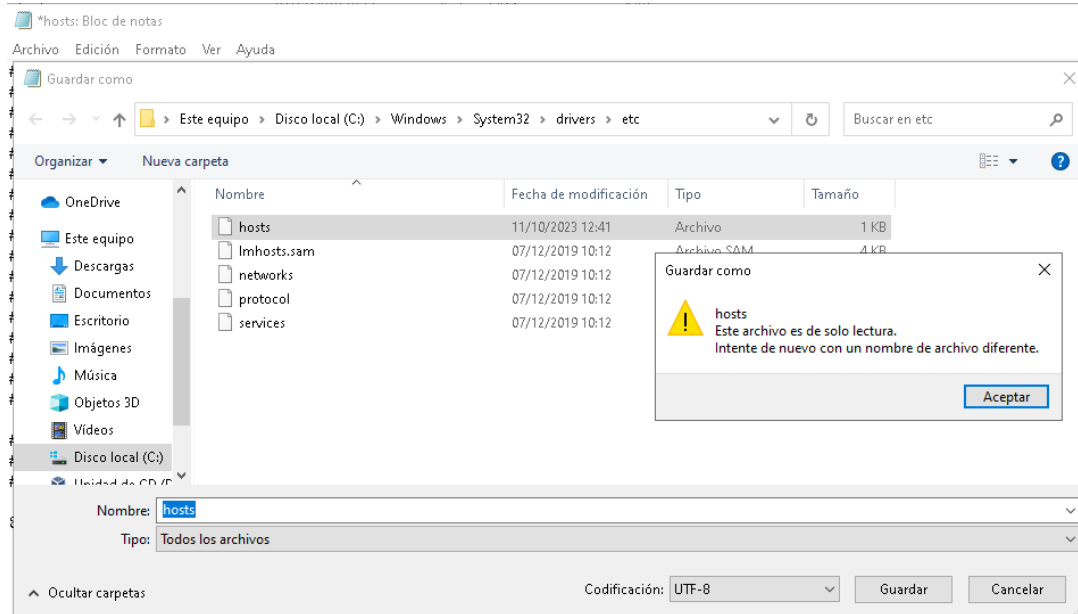 *hosts: Bloc de notas
Archivo Edición Formato Ver Ayuda
Guardar como
Este equipo > Disco local (C:) > Windows > System32 > drivers > etc
Buscar en etc
Organizar Nueva carpeta
Nombre Fecha de modificación Tipo Tamaño
OneDrive
Este equipo
Descargas
Documentos
Escritorio
Imágenes
Música
Objetos 3D
Vídeos
Disco local (C:)
hosts 11/10/2023 12:41 Archivo 1 KB
lmhosts.sam 07/12/2019 10:12 Archivo SAM 4 KB
networks 07/12/2019 10:12
protocol 07/12/2019 10:12
services 07/12/2019 10:12
Guardar como
hosts
Este archivo es de solo lectura.
Intente de nuevo con un nombre de archivo diferente.
Aceptar
Nombre: hosts
Tipo: Todos los archivos
Ocultar carpetas
Codificación: UTF-8 Guardar Cancelar